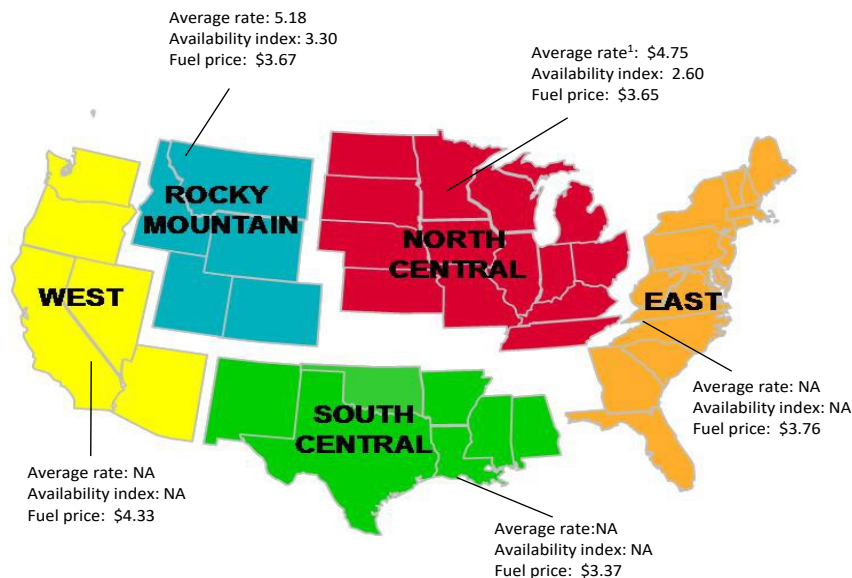 Average rate: 5.18
Availability index: 3.30
Fuel price: $3.67
Average rate¹: $4.75
Availability index: 2.60
Fuel price: $3.65
ROCKY
MOUNTAIN
NORTH
CENTRAL
WEST
EAST
SOUTH
CENTRAL
Average rate: NA
Availability index: NA
Fuel price: $3.76
Average rate: NA
Availability index: NA
Fuel price: $4.33
Average rate:NA
Availability index: NA
Fuel price: $3.37